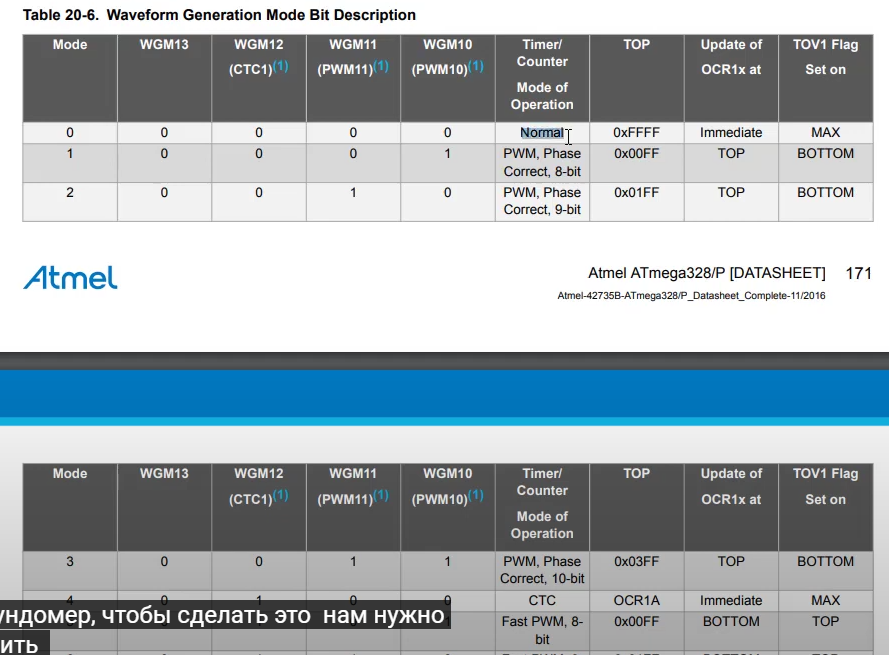 Table 20-6. Waveform Generation Mode Bit Description
Mode WGM13 WGM12 WGM11 WGM10 Timer/ TOP Update of TOV1 Flag
(CTC1)(1) (PWM11)(1) (PWM10)(1) Counter OCR1x at Set on
Mode of
Operation
0 0 0 0 0 Normal 0xFFFF Immediate MAX
1 0 0 0 1 PWM, Phase 0x00FF TOP BOTTOM
Correct, 8-bit
2 0 0 1 0 PWM, Phase 0x01FF TOP BOTTOM
Correct, 9-bit
Atmel
Atmel ATmega328/P [DATASHEET] 171
Atmel-42735B-ATmega328/P_Datasheet_Complete-11/2016
Mode WGM13 WGM12 WGM11 WGM10 Timer/ TOP Update of TOV1 Flag
(CTC1)(1) (PWM11)(1) (PWM10)(1) Counter OCR1x at Set on
Mode of
Operation
3 0 0 1 1 PWM, Phase 0x03FF TOP BOTTOM
Correct, 10-bit
4 0 1 0 0 CTC OCR1A Immediate MAX
Fast PWM, 8- 0x00FF BOTTOM TOP
bit
ундомер, чтобы сделать это нам нужно
ить